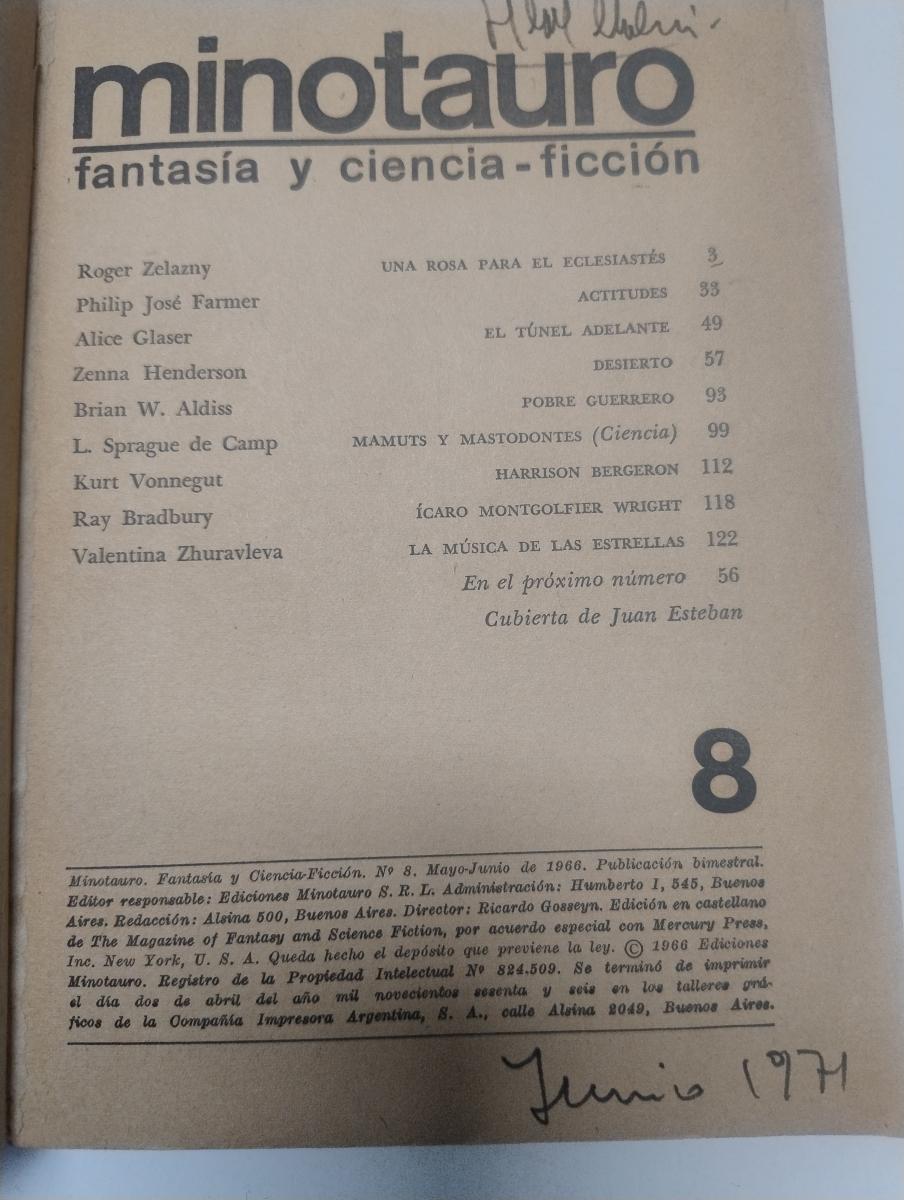 minotauro
fantasía y ciencia-ficción
Roger Zelazny UNA ROSA PARA EL ECLESIASTÉS 3
Philip José Farmer ACTITUDES 33
Alice Glaser EL TÚNEL ADELANTE 49
Zenna Henderson DESIERTO 57
Brian W. Aldiss POBRE GUERRERO 93
L. Sprague de Camp MAMUTS Y MASTODONTES (Ciencia) 99
Kurt Vonnegut HARRISON BERGERON 112
Ray Bradbury ÍCARO MONTGOLFIER WRIGHT 118
Valentina Zhuravleva LA MÚSICA DE LAS ESTRELLAS 122
En el próximo número 56
Cubierta de Juan Esteban
8
Minotauro. Fantasía y Ciencia-Ficción. Nº 8. Mayo-Junio de 1966. Publicación bimestral.
Editor responsable: Ediciones Minotauro S. R. L. Administración: Humberto I, 545, Buenos
Aires. Redacción: Alsina 500, Buenos Aires. Director: Ricardo Gosseyn. Edición en castellano
de The Magazine of Fantasy and Science Fiction, por acuerdo especial con Mercury Press,
Inc. New York, U. S. A. Queda hecho el depósito que previene la ley. © 1966 Ediciones
Minotauro. Registro de la Propiedad Intelectual Nº 824.509. Se terminó de imprimir
el día dos de abril del año mil novecientos sesenta y seis en los talleres grá-
ficos de la Compañía Impresora Argentina, S. A., calle Alsina 2049, Buenos Aires.
Junio 1971